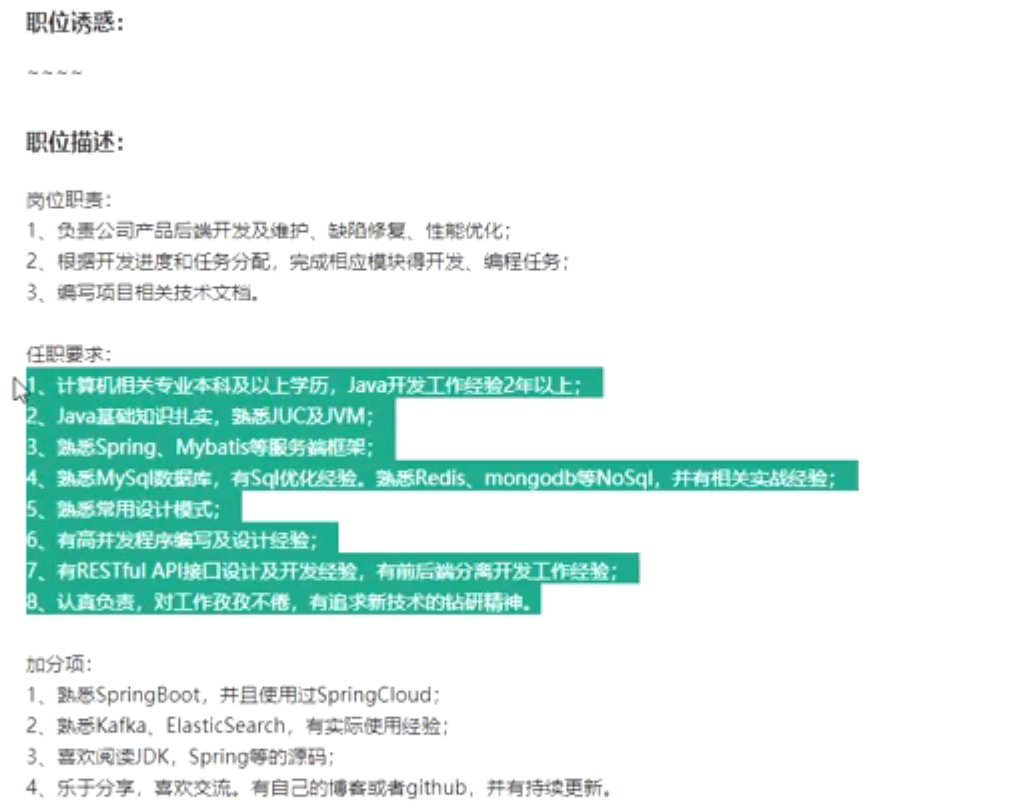 职位诱惑：
~~~~
职位描述：
岗位职责：
1、负责公司产品后端开发及维护、缺陷修复、性能优化；
2、根据开发进度和任务分配，完成相应模块得开发、编程任务；
3、编写项目相关技术文档。
任职要求：
1、计算机相关专业本科及以上学历，Java开发工作经验2年以上；
2、Java基础知识扎实，熟悉JUC及JVM；
3、熟悉Spring、Mybatis等服务端框架；
4、熟悉MySql数据库，有Sql优化经验。熟悉Redis、mongodb等NoSql，并有相关实战经验；
5、熟悉常用设计模式；
6、有高并发程序编写及设计经验；
7、有RESTful API接口设计及开发经验，有前后端分离开发工作经验；
8、认真负责，对工作孜孜不倦，有追求新技术的钻研精神。
加分项：
1、熟悉SpringBoot，并且使用过SpringCloud；
2、熟悉Kafka、ElasticSearch，有实际使用经验；
3、喜欢阅读JDK，Spring等的源码；
4、乐于分享，喜欢交流。有自己的博客或者github，并有持续更新。